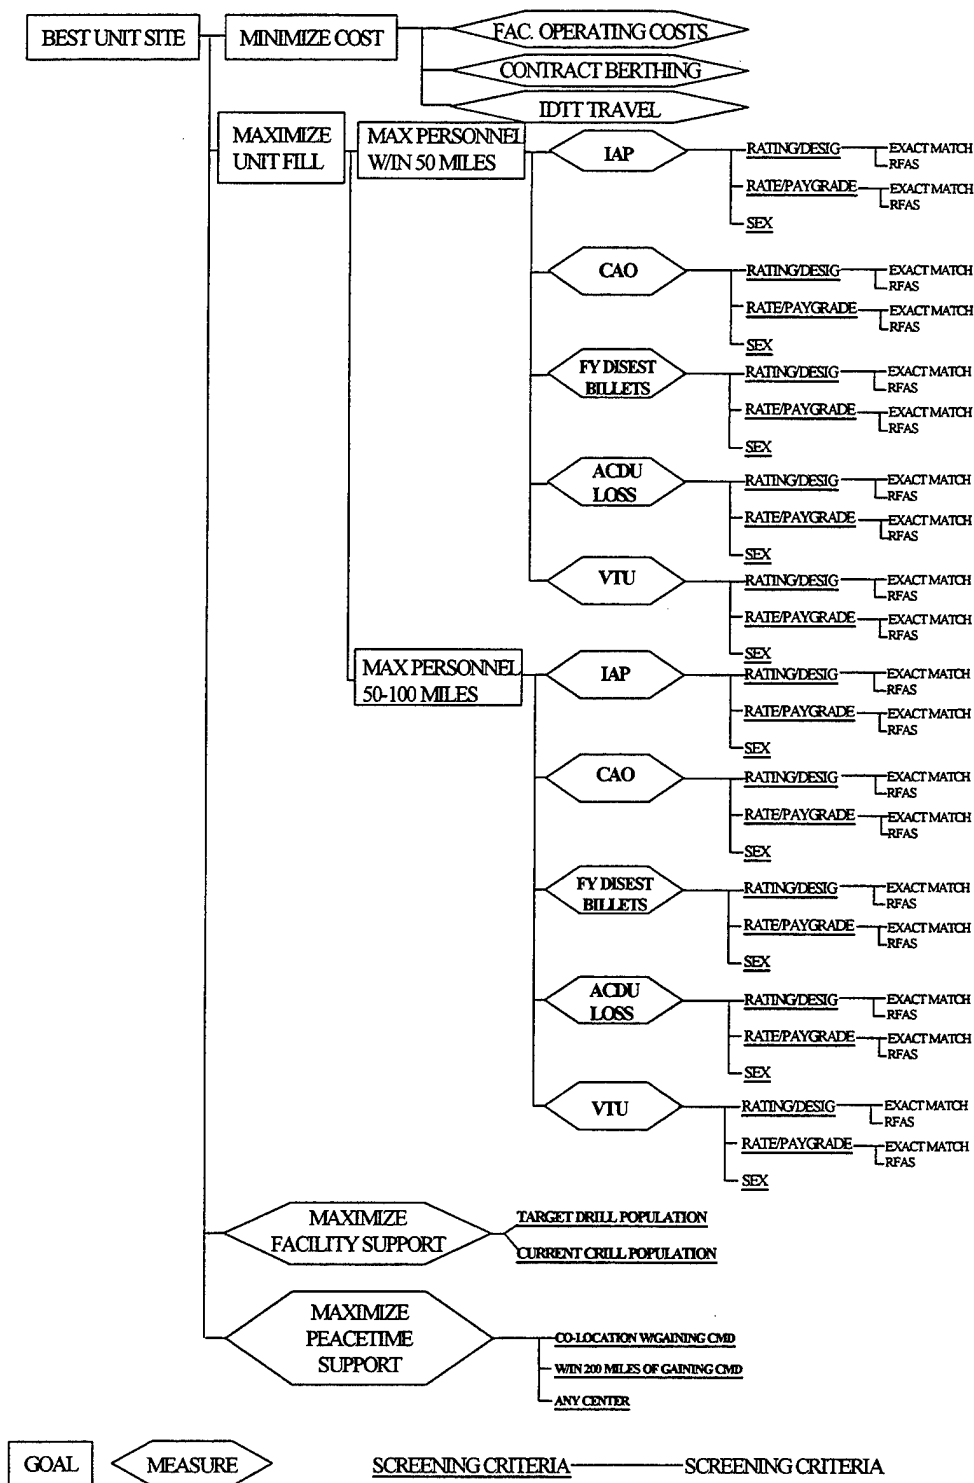 BEST UNIT SITE
MINIMIZE COST
FAC. OPERATING COSTS
CONTRACT BERTHING
IDTT TRAVEL
MAXIMIZE
UNIT FILL
MAX PERSONNEL
W/IN 50 MILES
IAP
RATING/DESIG
EXACT MATCH
RFAS
RATE/PAYGRADE
EXACT MATCH
RFAS
SEX
CAO
RATING/DESIG
EXACT MATCH
RFAS
RATE/PAYGRADE
EXACT MATCH
RFAS
SEX
FY DISEST
BILLETS
RATING/DESIG
EXACT MATCH
RFAS
RATE/PAYGRADE
EXACT MATCH
RFAS
SEX
ACDU
LOSS
RATING/DESIG
EXACT MATCH
RFAS
RATE/PAYGRADE
EXACT MATCH
RFAS
SEX
VTU
RATING/DESIG
EXACT MATCH
RFAS
RATE/PAYGRADE
EXACT MATCH
RFAS
SEX
MAX PERSONNEL
50-100 MILES
IAP
RATING/DESIG
EXACT MATCH
RFAS
RATE/PAYGRADE
EXACT MATCH
RFAS
SEX
CAO
RATING/DESIG
EXACT MATCH
RFAS
RATE/PAYGRADE
EXACT MATCH
RFAS
SEX
FY DISEST
BILLETS
RATING/DESIG
EXACT MATCH
RFAS
RATE/PAYGRADE
EXACT MATCH
RFAS
SEX
ACDU
LOSS
RATING/DESIG
EXACT MATCH
RFAS
RATE/PAYGRADE
EXACT MATCH
RFAS
SEX
VTU
RATING/DESIG
EXACT MATCH
RFAS
RATE/PAYGRADE
EXACT MATCH
RFAS
SEX
MAXIMIZE
FACILITY SUPPORT
TARGET DRILL POPULATION
CURRENT CRILL POPULATION
MAXIMIZE
PEACETIME
SUPPORT
CO-LOCATION W/GAINING CMD
W/IN 200 MILES OF GAINING CMD
ANY CENTER
GOAL
MEASURE
SCREENING CRITERIA
SCREENING CRITERIA